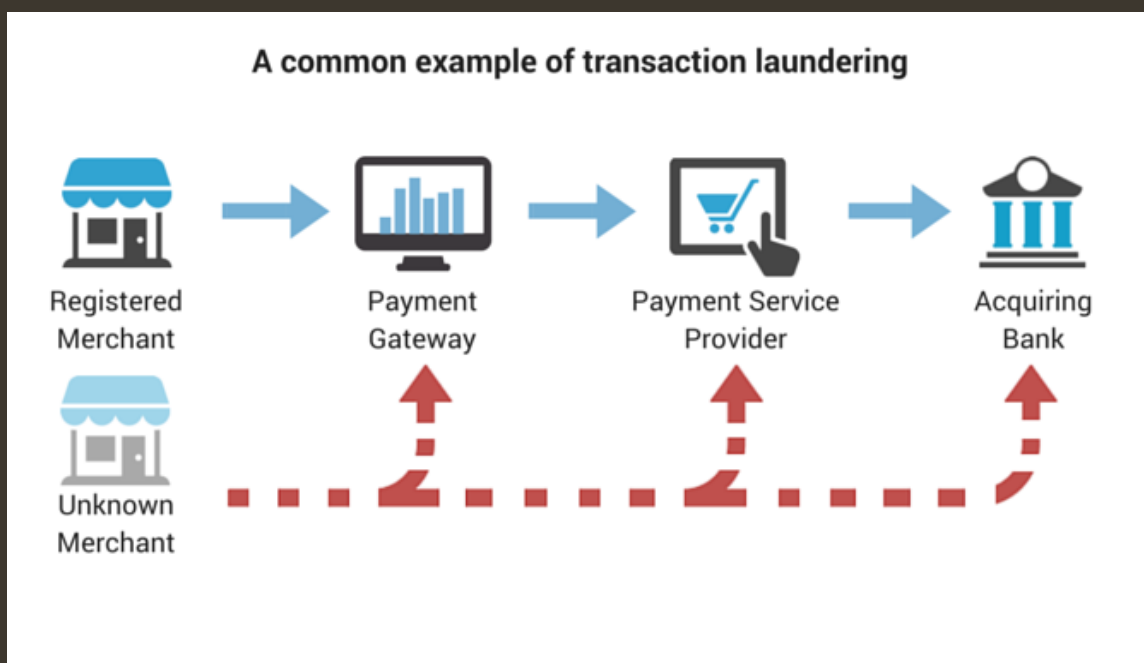 A common example of transaction laundering
Registered
Merchant
Payment
Gateway
Payment Service
Provider
Acquiring
Bank
Unknown
Merchant